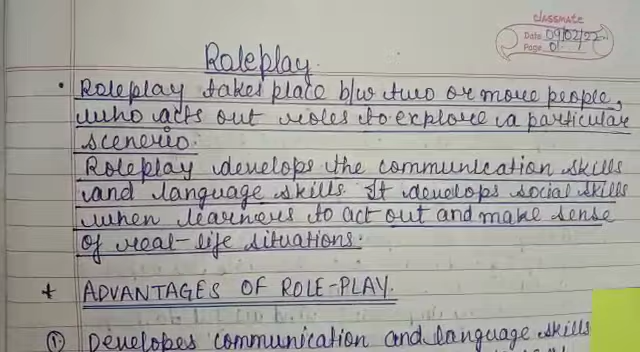 classmate
Date 09/02/22
Page 01
Roleplay.
• Roleplay takes place b/w two or more people,
who acts out roles to explore a particular
scenerio.
Roleplay develops the communication skills
and language skills It develops social skills
when learners to act out and make sense
of real-life situations.
* ADVANTAGES OF ROLE-PLAY.
① Developes communication and language skills